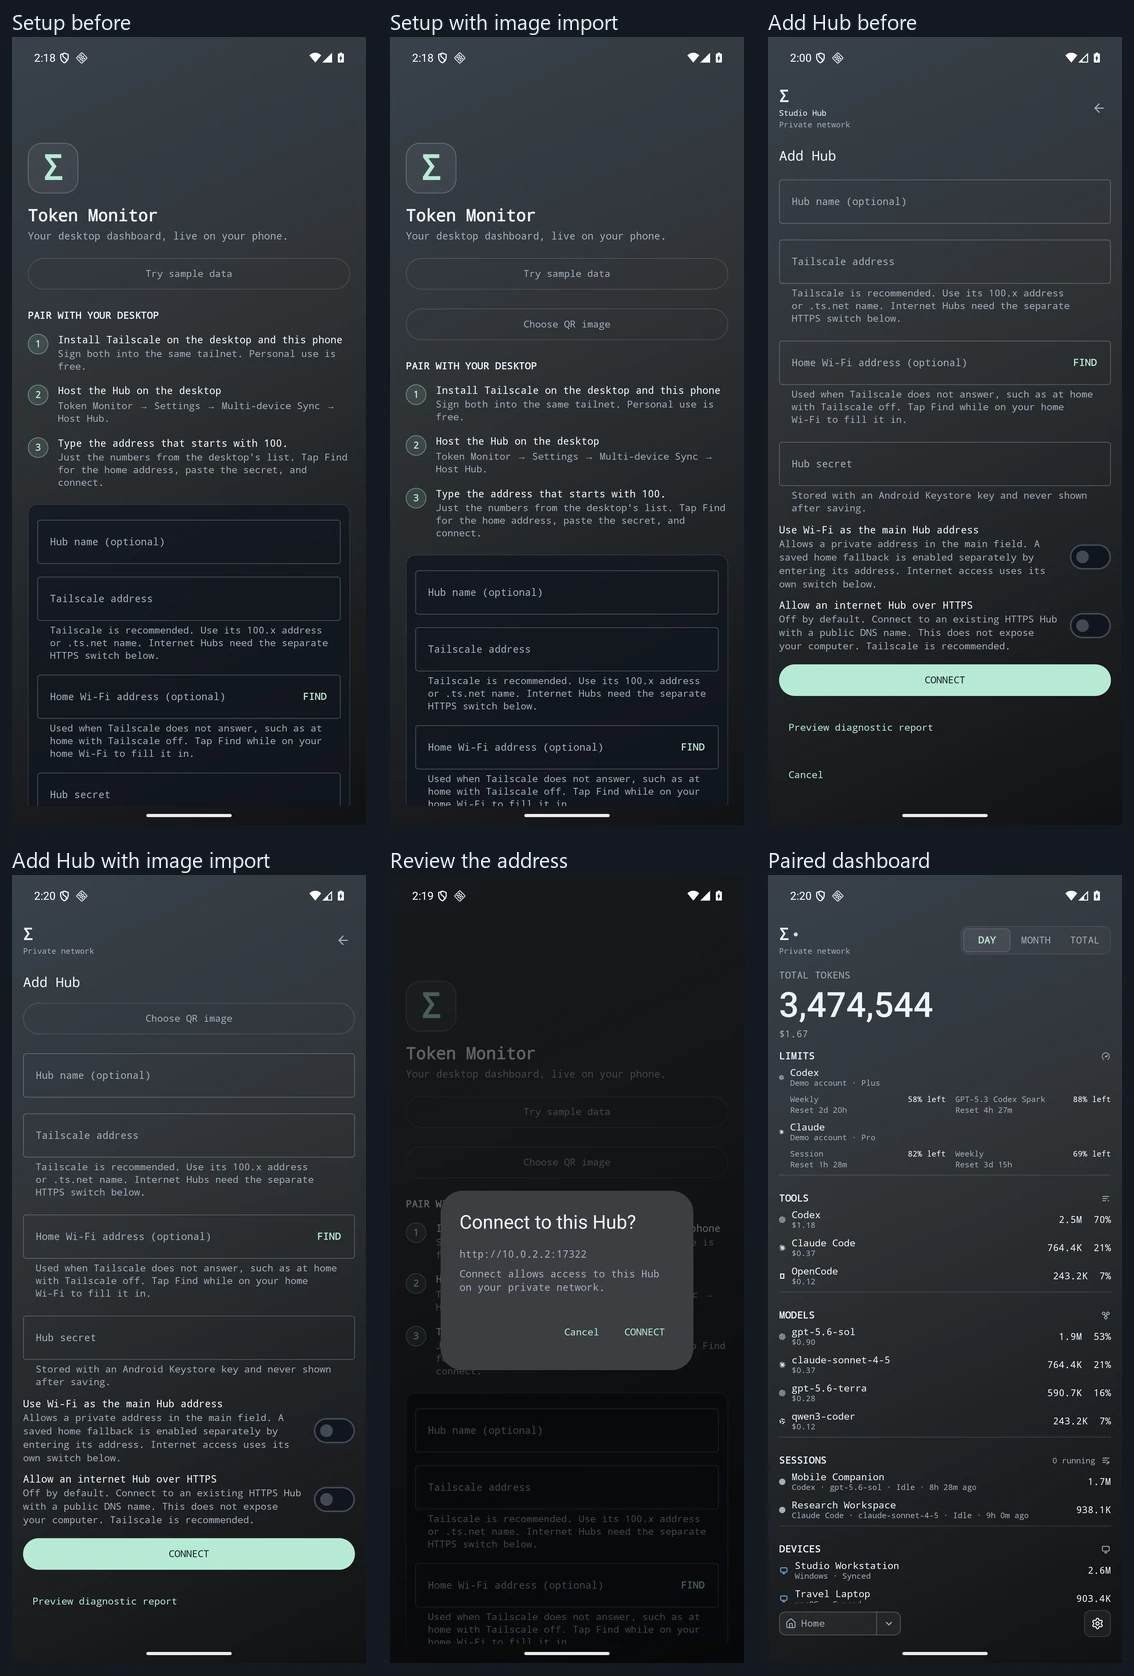 Setup before
2:18
Σ
Token Monitor
Your desktop dashboard, live on your phone.
Try sample data
PAIR WITH YOUR DESKTOP
1
Install Tailscale on the desktop and this phone
Sign both into the same tailnet. Personal use is
free.
2
Host the Hub on the desktop
Token Monitor → Settings → Multi-device Sync →
Host Hub.
3
Type the address that starts with 100.
Just the numbers from the desktop's list. Tap Find
for the home address, paste the secret, and
connect.
Hub name (optional)
Tailscale address
Tailscale is recommended. Use its 100.x address
or .ts.net name. Internet Hubs need the separate
HTTPS switch below.
Home Wi-Fi address (optional) FIND
Used when Tailscale does not answer, such as at
home with Tailscale off. Tap Find while on your
home Wi-Fi to fill it in.
Hub secret
Setup with image import
2:18
Σ
Token Monitor
Your desktop dashboard, live on your phone.
Try sample data
Choose QR image
PAIR WITH YOUR DESKTOP
1
Install Tailscale on the desktop and this phone
Sign both into the same tailnet. Personal use is
free.
2
Host the Hub on the desktop
Token Monitor → Settings → Multi-device Sync →
Host Hub.
3
Type the address that starts with 100.
Just the numbers from the desktop's list. Tap Find
for the home address, paste the secret, and
connect.
Hub name (optional)
Tailscale address
Tailscale is recommended. Use its 100.x address
or .ts.net name. Internet Hubs need the separate
HTTPS switch below.
Home Wi-Fi address (optional) FIND
Used when Tailscale does not answer, such as at
home with Tailscale off. Tap Find while on your
home Wi-Fi to fill it in
Add Hub before
2:00
Σ
Studio Hub
Private network
Add Hub
Hub name (optional)
Tailscale address
Tailscale is recommended. Use its 100.x address
or .ts.net name. Internet Hubs need the separate
HTTPS switch below.
Home Wi-Fi address (optional) FIND
Used when Tailscale does not answer, such as at home
with Tailscale off. Tap Find while on your home
Wi-Fi to fill it in.
Hub secret
Stored with an Android Keystore key and never shown
after saving.
Use Wi-Fi as the main Hub address
Allows a private address in the main field. A
saved home fallback is enabled separately by
entering its address. Internet access uses its
own switch below.
Allow an internet Hub over HTTPS
Off by default. Connect to an existing HTTPS Hub
with a public DNS name. This does not expose
your computer. Tailscale is recommended.
CONNECT
Preview diagnostic report
Cancel
Add Hub with image import
2:20
Σ
Private network
Add Hub
Choose QR image
Hub name (optional)
Tailscale address
Tailscale is recommended. Use its 100.x address
or .ts.net name. Internet Hubs need the separate
HTTPS switch below.
Home Wi-Fi address (optional) FIND
Used when Tailscale does not answer, such as at home
with Tailscale off. Tap Find while on your home
Wi-Fi to fill it in.
Hub secret
Stored with an Android Keystore key and never shown
after saving.
Use Wi-Fi as the main Hub address
Allows a private address in the main field. A
saved home fallback is enabled separately by
entering its address. Internet access uses its
own switch below.
Allow an internet Hub over HTTPS
Off by default. Connect to an existing HTTPS Hub
with a public DNS name. This does not expose
your computer. Tailscale is recommended.
CONNECT
Preview diagnostic report
Review the address
2:19
Σ
Token Monitor
Your desktop dashboard, live on your phone.
Try sample data
Choose QR image
PAIR
1
phone
is
2
3
Find
connect.
Connect to this Hub?
http://10.0.2.2:17322
Connect allows access to this Hub
on your private network.
Cancel CONNECT
Hub name (optional)
Tailscale address
Tailscale is recommended. Use its 100.x address
or .ts.net name. Internet Hubs need the separate
HTTPS switch below.
Home Wi-Fi address (optional) FIND
Used when Tailscale does not answer, such as at
home with Tailscale off. Tap Find while on your
home Wi-Fi to fill it in
Paired dashboard
2:20
Σ
Private network
DAY MONTH TOTAL
TOTAL TOKENS
3,474,544
$1.67
LIMITS
Codex
Demo account · Plus
Weekly 58% left GPT-5.3 Codex Spark 88% left
Reset 2d 20h Reset 4h 27m
Claude
Demo account · Pro
Session 82% left Weekly 69% left
Reset 1h 28m Reset 3d 15h
TOOLS
Codex 2.5M 70%
$1.18
Claude Code 764.4K 21%
$0.37
OpenCode 243.2K 7%
$0.12
MODELS
gpt-5.6-sol 1.9M 53%
$0.90
claude-sonnet-4-5 764.4K 21%
$0.37
gpt-5.6-terra 590.7K 16%
$0.28
qwen3-coder 243.2K 7%
$0.12
SESSIONS 0 running
Mobile Companion 1.7M
Codex · gpt-5.6-sol · Idle · 8h 28m ago
Research Workspace 938.1K
Claude Code · claude-sonnet-4-5 · Idle · 9h 0m ago
DEVICES
Studio Workstation 2.6M
Windows · Synced
Travel Laptop 903.4K
Home